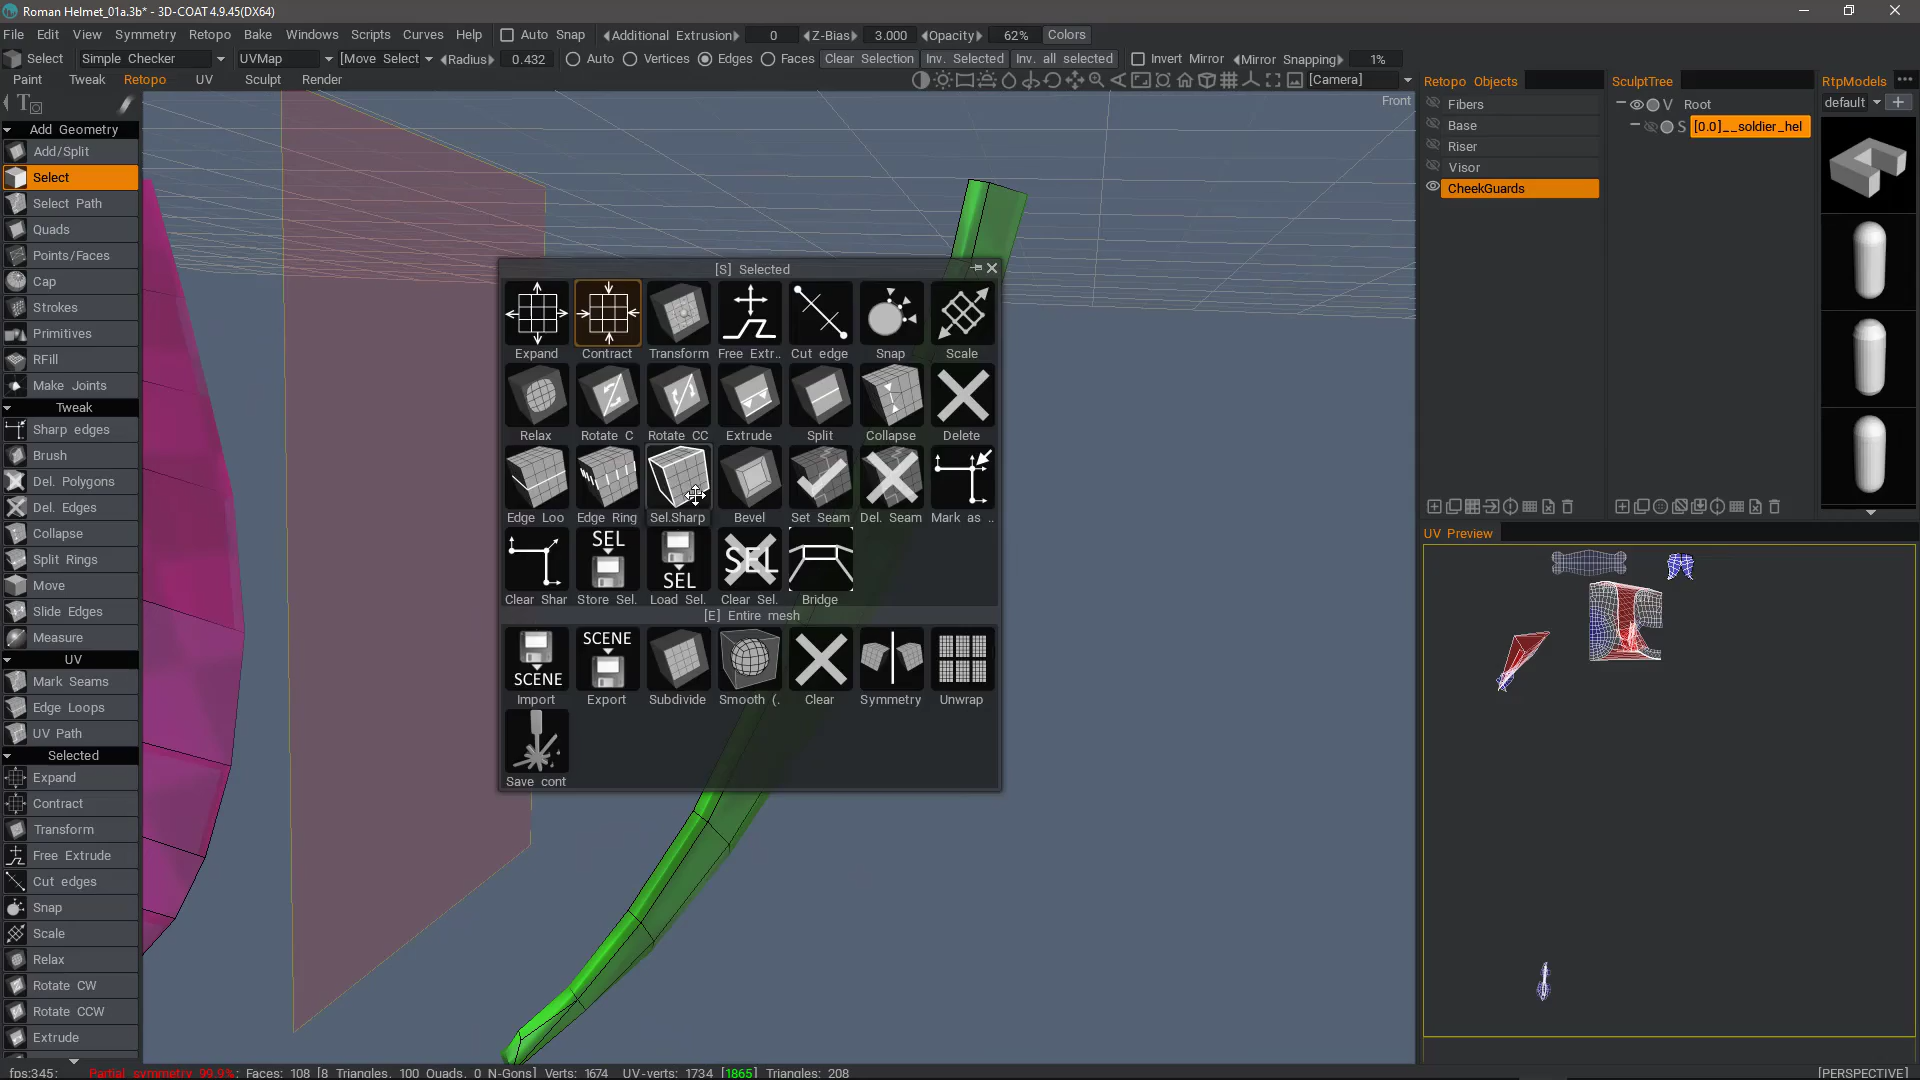 Roman Helmet_01a.3b* - 3D-COAT 4.9.45(DX64)
File Edit View Symmetry Retopo Bake Windows Scripts Curves Help Auto Snap Additional Extrusion 0 Z-Bias 3.000 Opacity 62% Colors
Select Simple Checker UVMap [Move Select Radius 0.432 Auto Vertices Edges Faces Clear Selection Inv. Selected Inv. all selected Invert Mirror Mirror Snapping 1%
Paint Tweak Retopo UV Sculpt Render [Camera]
Front
Add Geometry
Add/Split
Select
Select Path
Quads
Points/Faces
Cap
Strokes
Primitives
RFill
Make Joints
Tweak
Sharp edges
Brush
Del. Polygons
Del. Edges
Collapse
Split Rings
Move
Slide Edges
Measure
UV
Mark Seams
Edge Loops
UV Path
Selected
Expand
Contract
Transform
Free Extrude
Cut edges
Snap
Scale
Relax
Rotate CW
Rotate CCW
Extrude
[S] Selected
Expand Contract Transform Free Extr.. Cut edge Snap Scale
Relax Rotate C Rotate CC Extrude Split Collapse Delete
Edge Loo Edge Ring Sel.Sharp Bevel Set Seam Del. Seam Mark as ..
SEL SEL SEL
Clear Shar Store Sel. Load Sel. Clear Sel. Bridge
[E] Entire mesh
SCENE SCENE
Import Export Subdivide Smooth (. Clear Symmetry Unwrap
Save cont
Retopo Objects
Fibers
Base
Riser
Visor
CheekGuards
SculptTree
V Root
S [0.0]__soldier_hel
RtpModels
default
UV Preview
fps:345: Partial symmetry 99.9%: Faces: 108 [8 Triangles, 100 Quads, 0 N-Gons] Verts: 1674 UV-verts: 1734 [1865] Triangles: 208
[PERSPECTIVE]